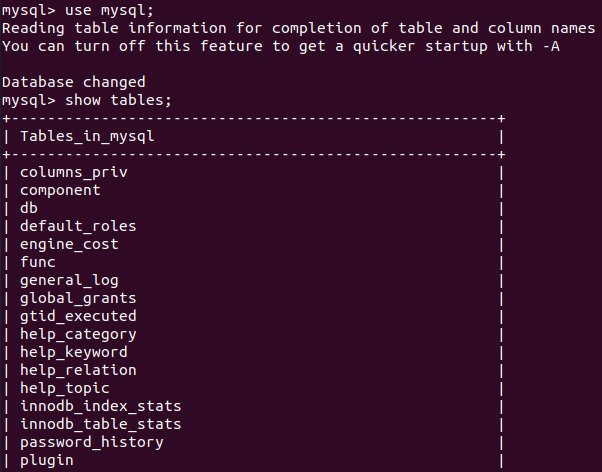 mysql> use mysql;
Reading table information for completion of table and column names
You can turn off this feature to get a quicker startup with -A

Database changed
mysql> show tables;
+------------------------------------------------------+
| Tables_in_mysql                                      |
+------------------------------------------------------+
| columns_priv                                         |
| component                                            |
| db                                                   |
| default_roles                                        |
| engine_cost                                          |
| func                                                 |
| general_log                                          |
| global_grants                                        |
| gtid_executed                                        |
| help_category                                        |
| help_keyword                                         |
| help_relation                                        |
| help_topic                                           |
| innodb_index_stats                                   |
| innodb_table_stats                                   |
| password_history                                     |
| plugin                                               |